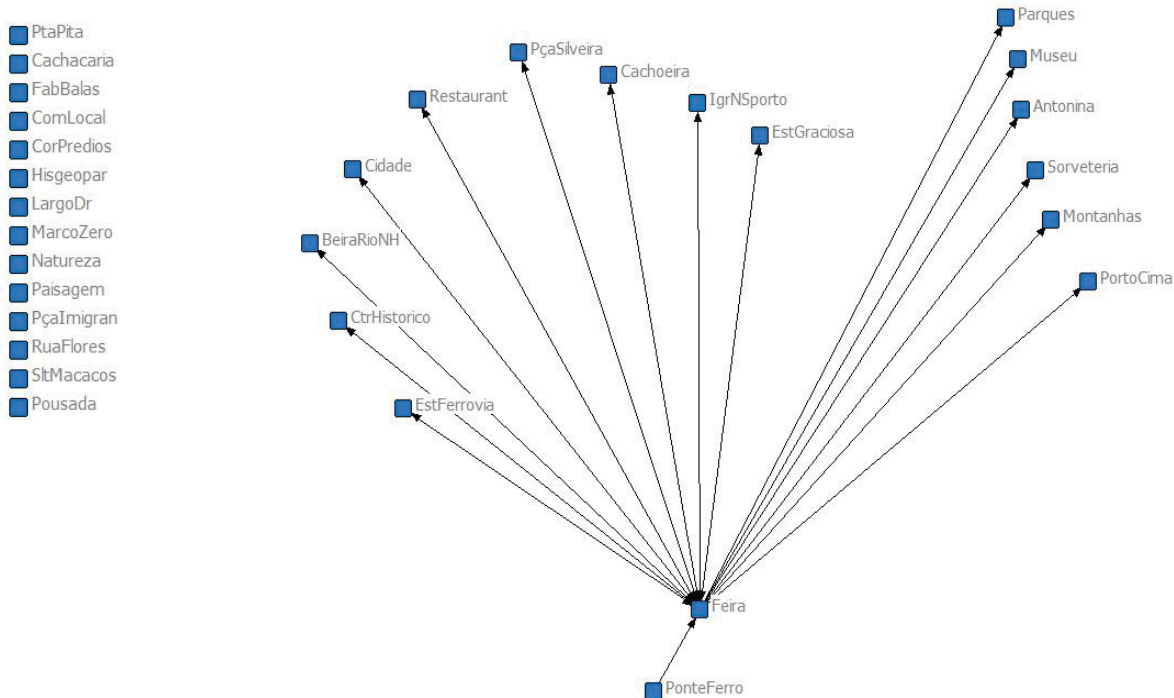 PtaPita
Cachacaria
FabBalas
ComLocal
CorPredios
Hisgeopar
LargoDr
MarcoZero
Natureza
Paisagem
PçaImigran
RuaFlores
SltMacacos
Pousada
PçaSilveira
Cachoeira
Restaurant
IgrNSporto
EstGraciosa
Cidade
BeiraRioNH
CtrHistorico
EstFerrovia
Parques
Museu
Antonina
Sorveteria
Montanhas
PortoCima
Feira
PonteFerro